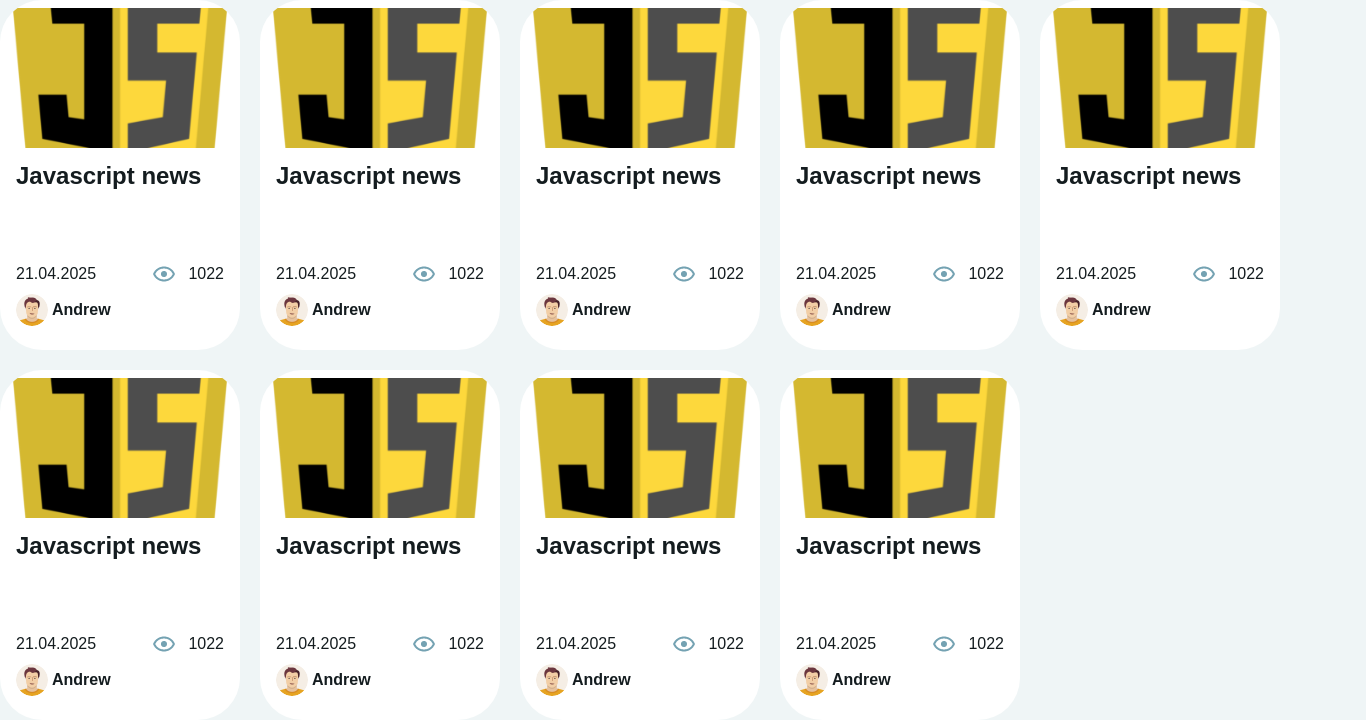 JS JS JS JS JS
Javascript news Javascript news Javascript news Javascript news Javascript news
21.04.2025 1022 21.04.2025 1022 21.04.2025 1022 21.04.2025 1022 21.04.2025 1022
Andrew Andrew Andrew Andrew Andrew
JS JS JS JS
Javascript news Javascript news Javascript news Javascript news
21.04.2025 1022 21.04.2025 1022 21.04.2025 1022 21.04.2025 1022
Andrew Andrew Andrew Andrew